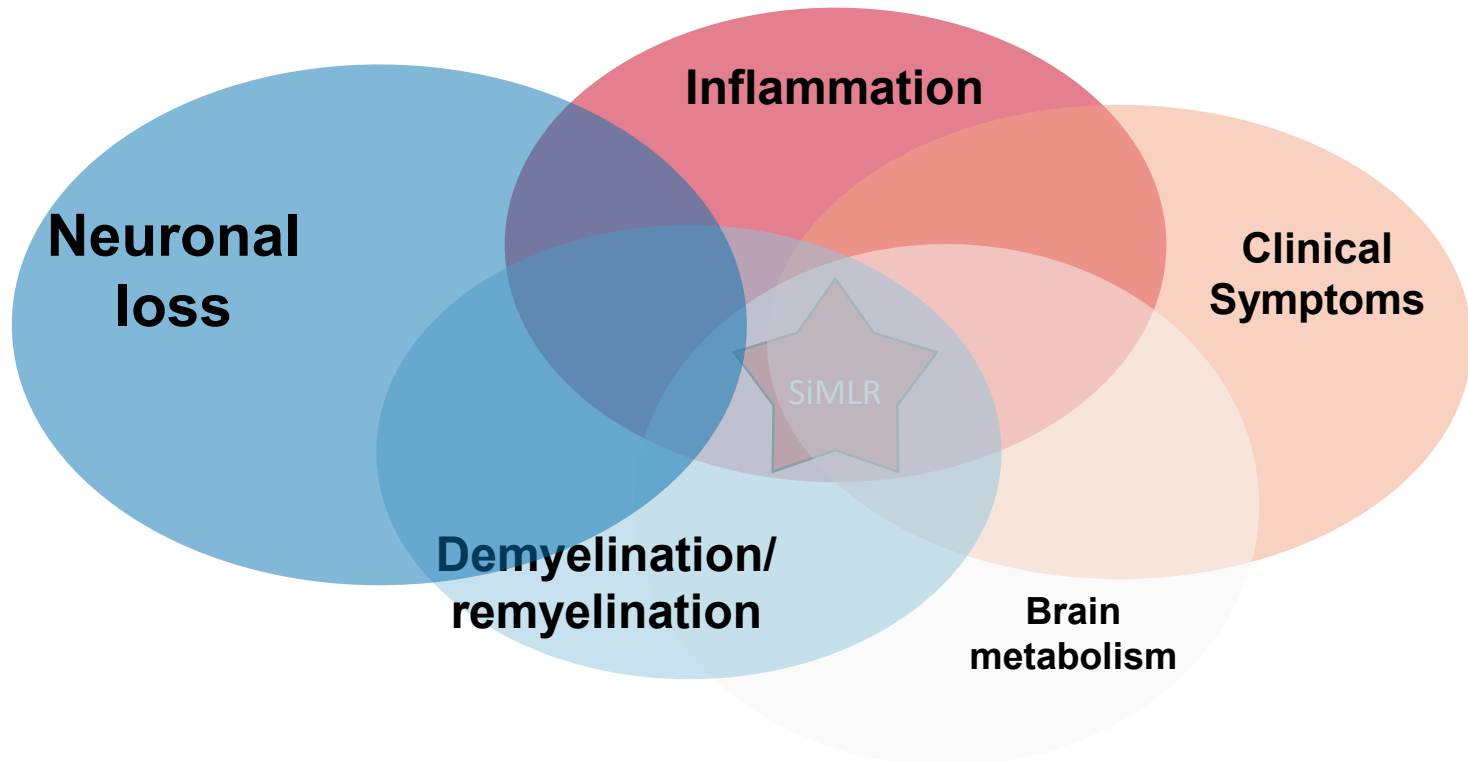 Inflammation
Neuronal
loss
Clinical
Symptoms
SiMLR
Demyelination/
remyelination
Brain
metabolism